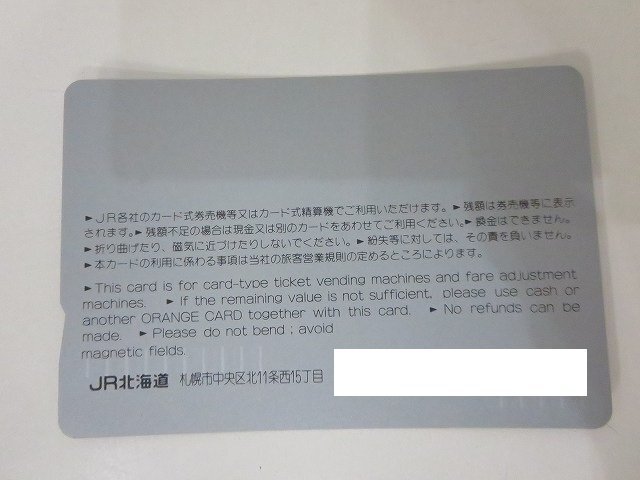 ►JR各社のカード式券売機等又はカード式精算機でご利用いただけます。►残額は券売機等に表示
されます。►残額不足の場合は現金又は別のカードをあわせてご利用ください。►換金はできません。
►折り曲げたり、磁気に近づけたりしないでください。►紛失等に対しては、その責を負いません。
►本カードの利用に係わる事項は当社の旅客営業規則の定めるところによります。
►This card is for card-type ticket vending machines and fare adjustment
machines. ►If the remaining value is not sufficient, please use cash or
another ORANGE CARD together with this card. ►No refunds can be
made. ►Please do not bend ; avoid
magnetic fields.
JR北海道 札幌市中央区北11条西15丁目